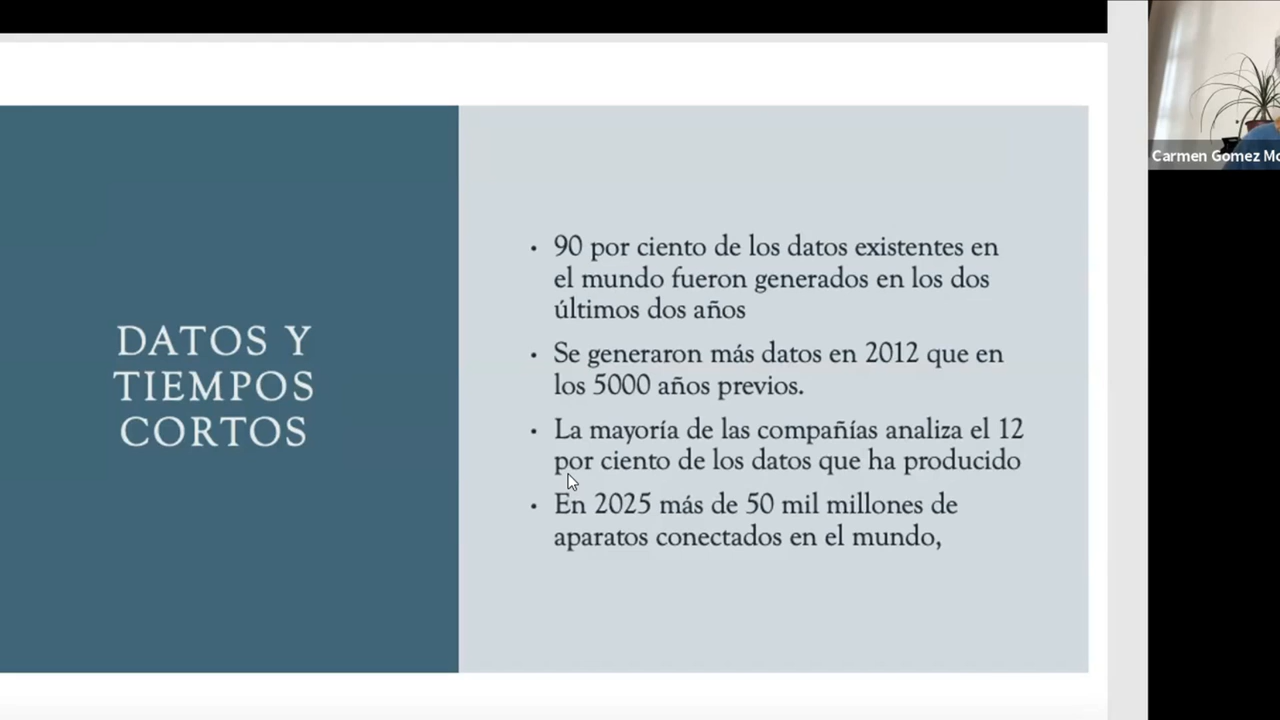 DATOS Y
TIEMPOS
CORTOS
• 90 por ciento de los datos existentes en
el mundo fueron generados en los dos
últimos dos años
• Se generaron más datos en 2012 que en
los 5000 años previos.
• La mayoría de las compañías analiza el 12
por ciento de los datos que ha producido
• En 2025 más de 50 mil millones de
aparatos conectados en el mundo,
Carmen Gomez